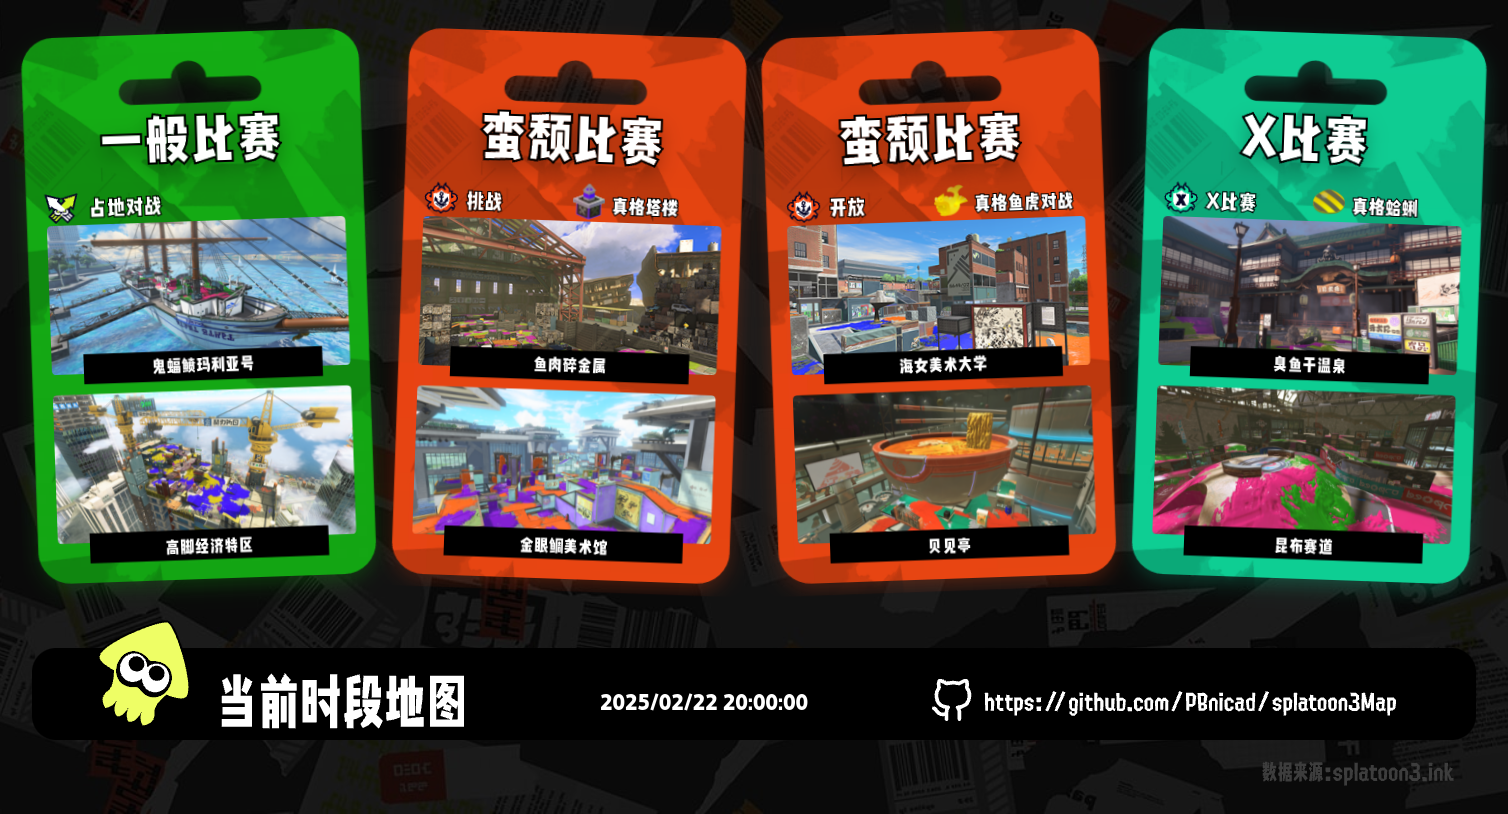 一般比赛
占地对战
鬼蝠鲼玛利亚号
高脚经济特区
蛮颓比赛
挑战
真格塔楼
鱼肉碎金属
金眼鲷美术馆
蛮颓比赛
开放
真格鱼虎对战
海女美术大学
贝见亭
X比赛
X比赛
真格蛤蜊
臭鱼干温泉
昆布赛道
当前时段地图
2025/02/22 20:00:00
https://github.com/PBnicad/splatoon3Map
数据来源:splatoon3.ink